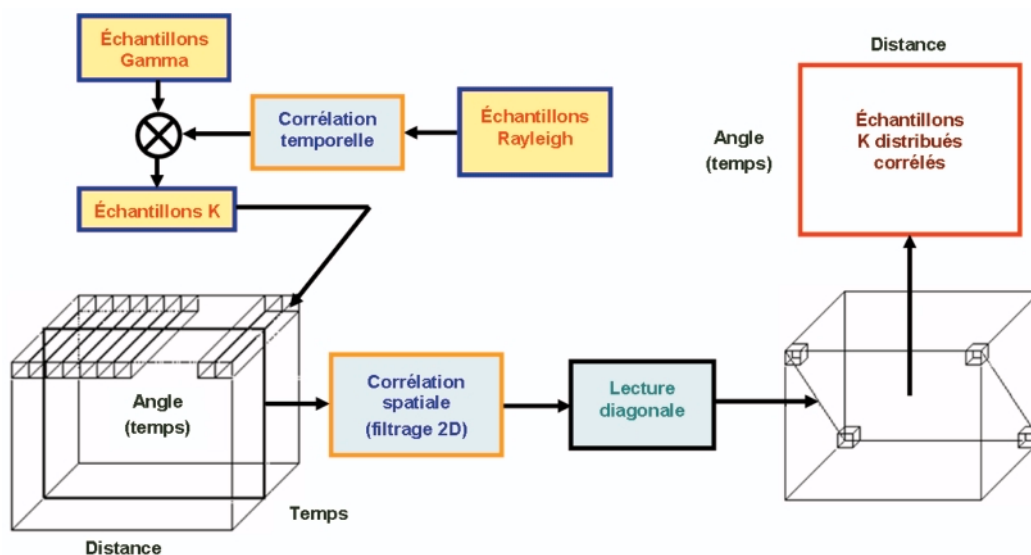 Échantillons
Gamma
Corrélation
temporelle
Échantillons
Rayleigh
Échantillons K
Distance
Angle
(temps)
Échantillons
K distribués
corrélés
Angle
(temps)
Corrélation
spatiale
(filtrage 2D)
Lecture
diagonale
Temps
Distance